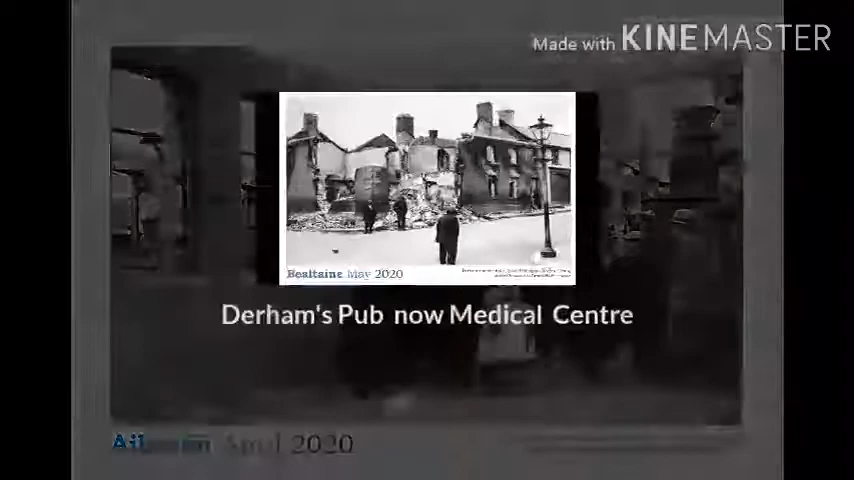 Made with KINEMASTER
Bealtaine May 2020
Derham's Pub now Medical Centre
April 2020